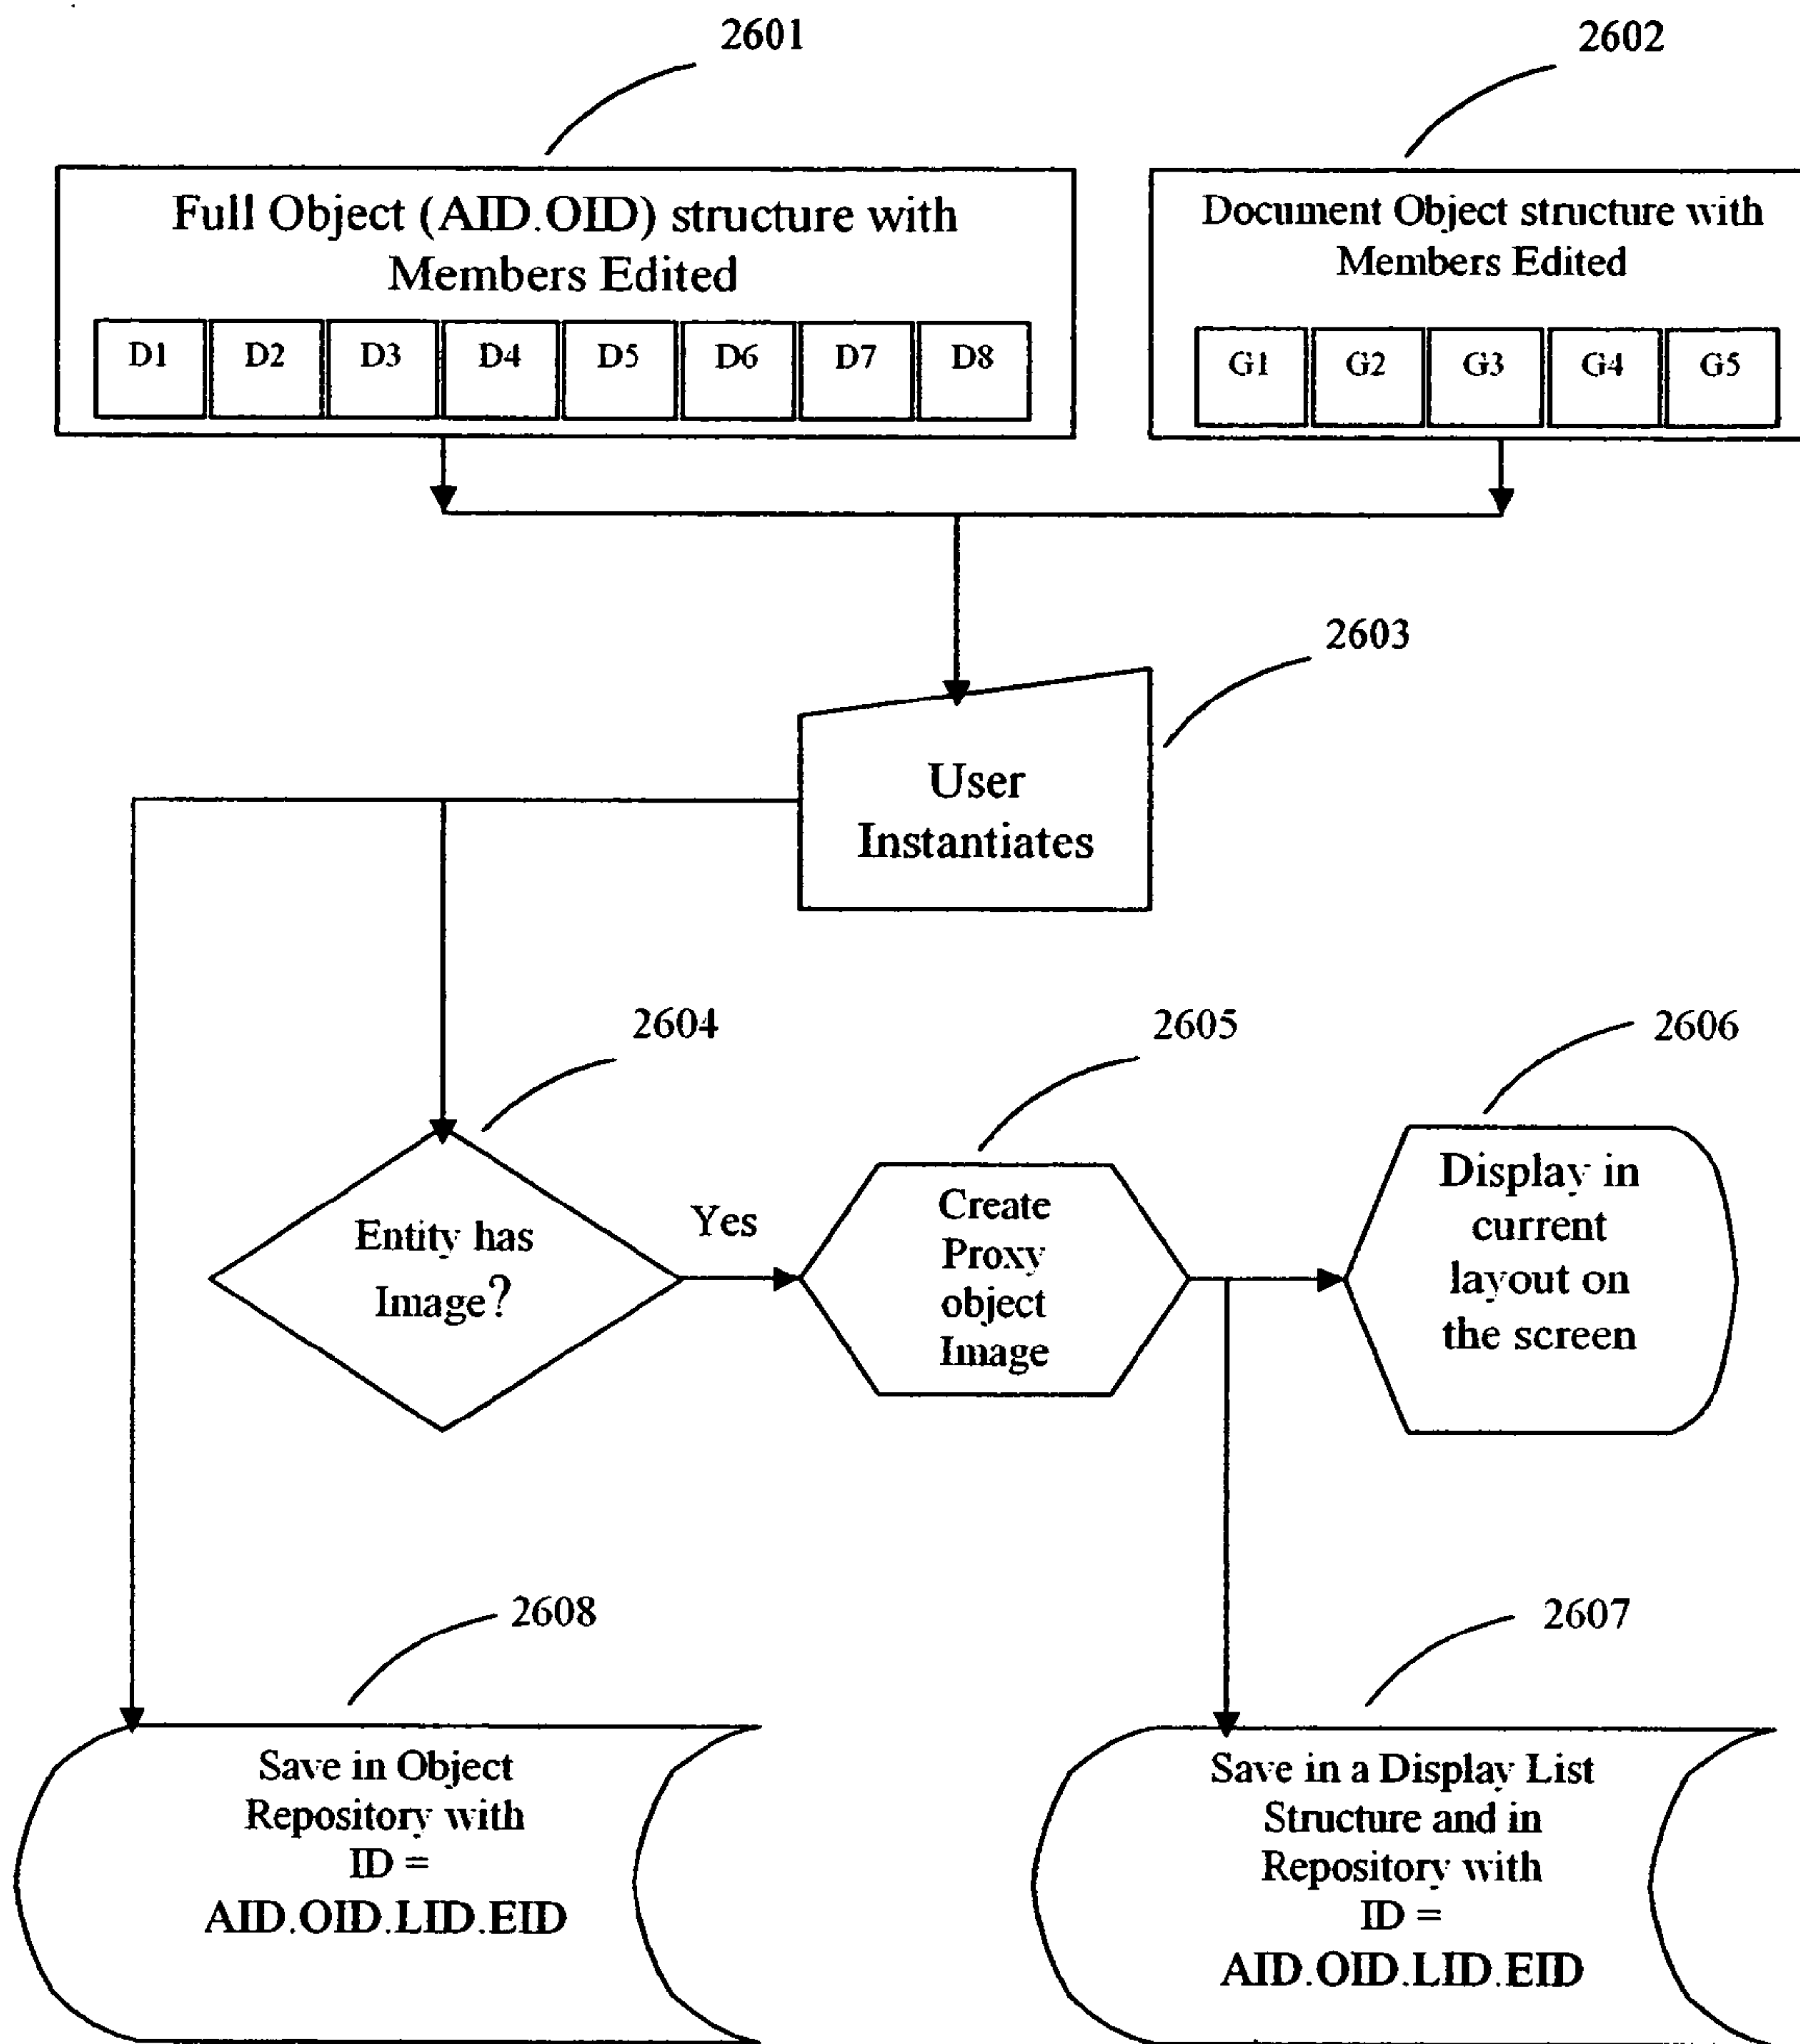 2601
2602
Full Object (AID.OID) structure with
Members Edited
D1 D2 D3 D4 D5 D6 D7 D8
Document Object structure with
Members Edited
G1 G2 G3 G4 G5
2603
User
Instantiates
2604
2605
2606
Entity has
Image?
Yes
Create
Proxy
object
Image
Display in
current
layout on
the screen
2608
2607
Save in Object
Repository with
ID =
AID.OID.LID.EID
Save in a Display List
Structure and in
Repository with
ID =
AID.OID.LID.EID